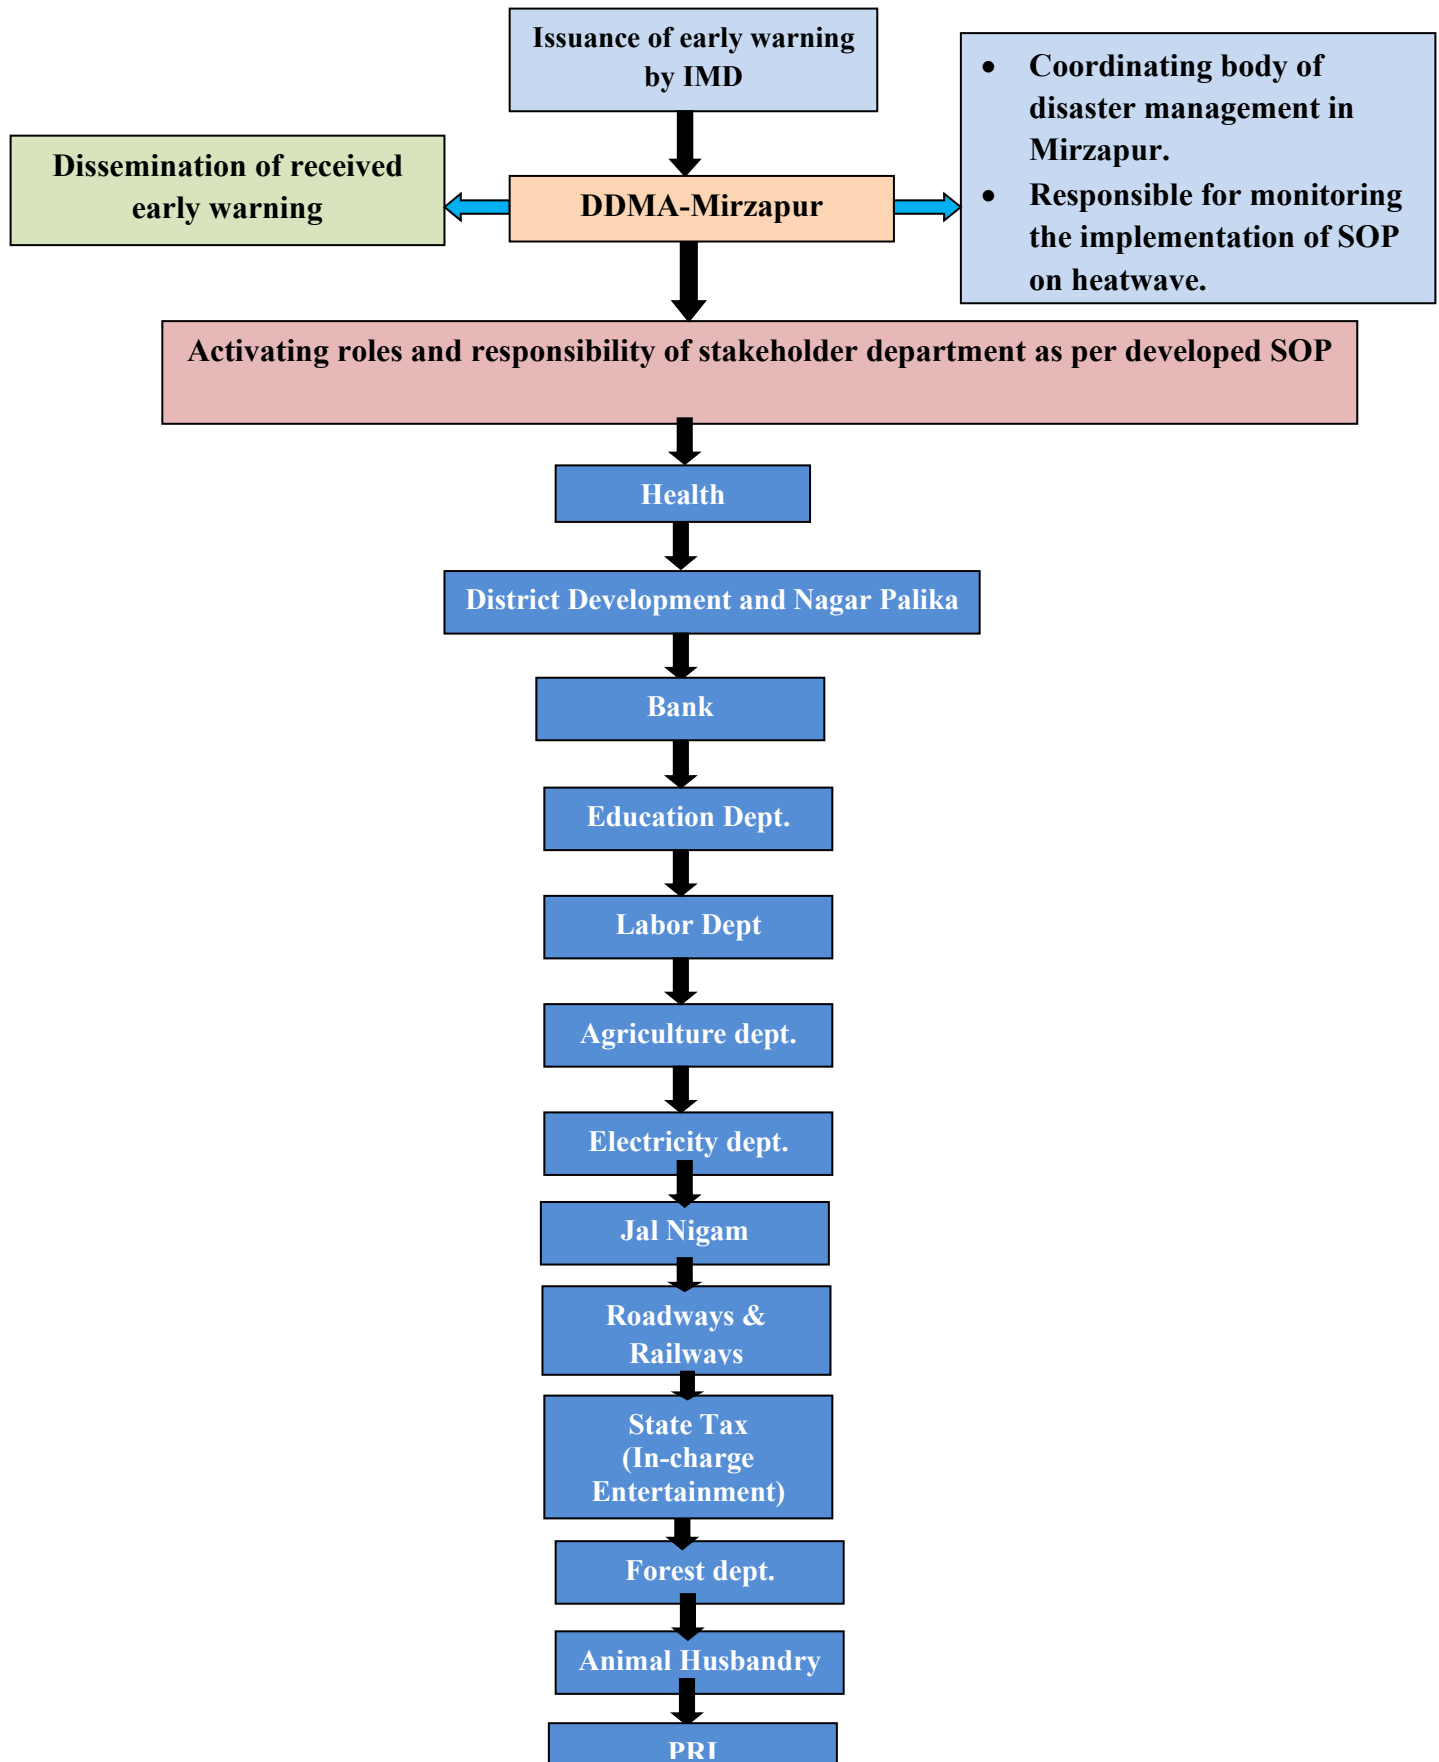 Issuance of early warning
by IMD
• Coordinating body of
disaster management in
Mirzapur.
• Responsible for monitoring
the implementation of SOP
on heatwave.
Dissemination of received
early warning
DDMA-Mirzapur
Activating roles and responsibility of stakeholder department as per developed SOP
Health
District Development and Nagar Palika
Bank
Education Dept.
Labor Dept
Agriculture dept.
Electricity dept.
Jal Nigam
Roadways &
Railways
State Tax
(In-charge
Entertainment)
Forest dept.
Animal Husbandry
PRI